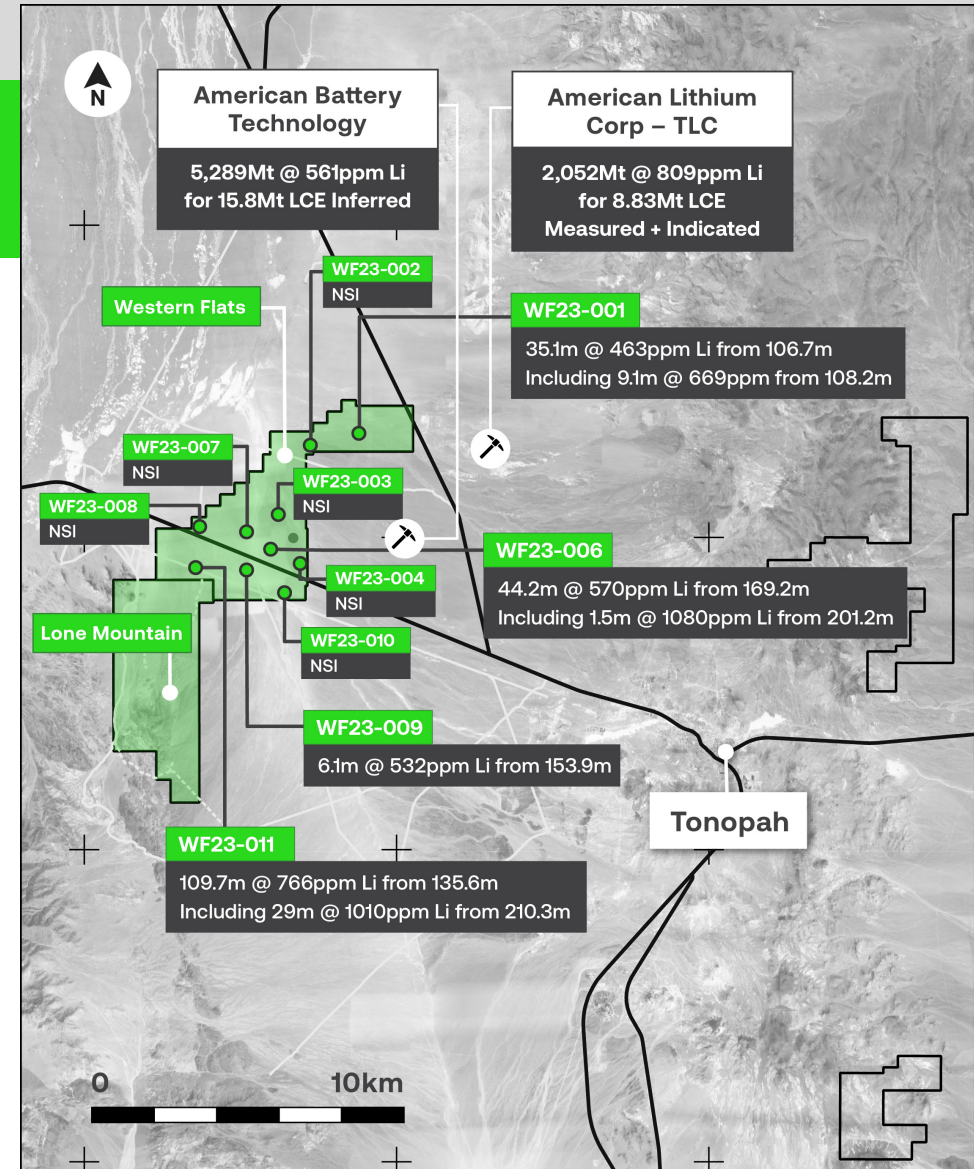 N
American Battery
Technology
5,289Mt @ 561ppm Li
for 15.8Mt LCE Inferred
American Lithium
Corp – TLC
2,052Mt @ 809ppm Li
for 8.83Mt LCE
Measured + Indicated
WF23-002
NSI
Western Flats
WF23-001
35.1m @ 463ppm Li from 106.7m
Including 9.1m @ 669ppm from 108.2m
WF23-007
NSI
WF23-003
NSI
WF23-008
NSI
WF23-006
44.2m @ 570ppm Li from 169.2m
Including 1.5m @ 1080ppm Li from 201.2m
WF23-004
NSI
Lone Mountain
WF23-010
NSI
WF23-009
6.1m @ 532ppm Li from 153.9m
Tonopah
WF23-011
109.7m @ 766ppm Li from 135.6m
Including 29m @ 1010ppm Li from 210.3m
0 10km